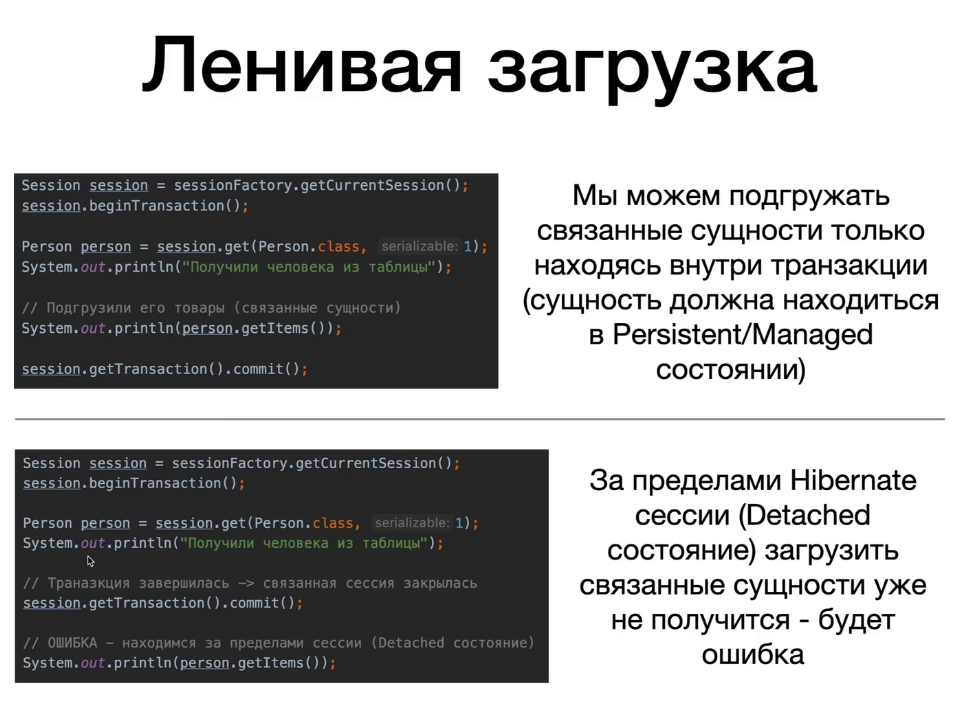 Ленивая загрузка
Session session = sessionFactory.getCurrentSession();
session.beginTransaction();
Person person = session.get(Person.class, serializable: 1);
System.out.println("Получили человека из таблицы");
// Подгрузили его товары (связанные сущности)
System.out.println(person.getItems());
session.getTransaction().commit();
Мы можем подгружать
связанные сущности только
находясь внутри транзакции
(сущность должна находиться
в Persistent/Managed
состоянии)
Session session = sessionFactory.getCurrentSession();
session.beginTransaction();
Person person = session.get(Person.class, serializable: 1);
System.out.println("Получили человека из таблицы");
// Траназкция завершилась -> связанная сессия закрылась
session.getTransaction().commit();
// ОШИБКА - находимся за пределами сессии (Detached состояние)
System.out.println(person.getItems());
За пределами Hibernate
сессии (Detached
состояние) загрузить
связанные сущности уже
не получится - будет
ошибка